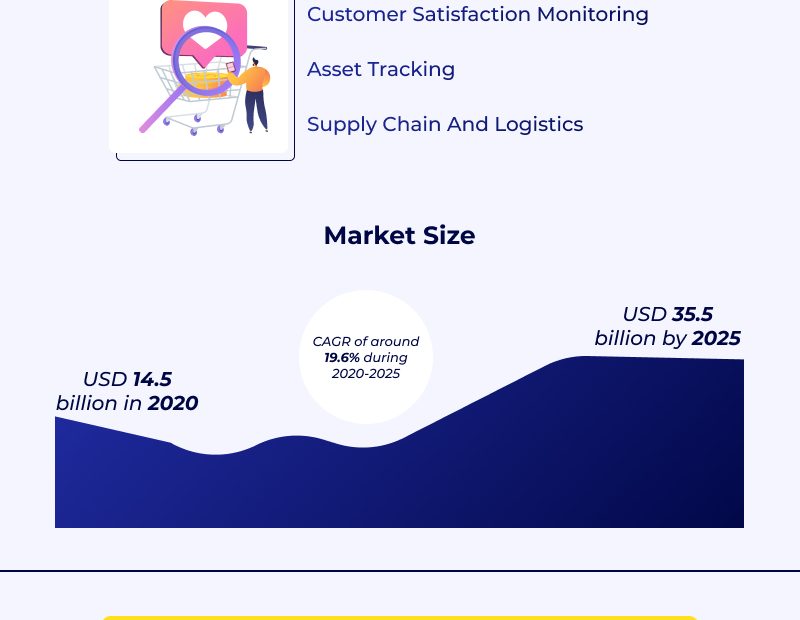 Customer Satisfaction Monitoring
Asset Tracking
Supply Chain And Logistics
Market Size
USD 14.5
billion in 2020
CAGR of around
19.6% during
2020-2025
USD 35.5
billion by 2025